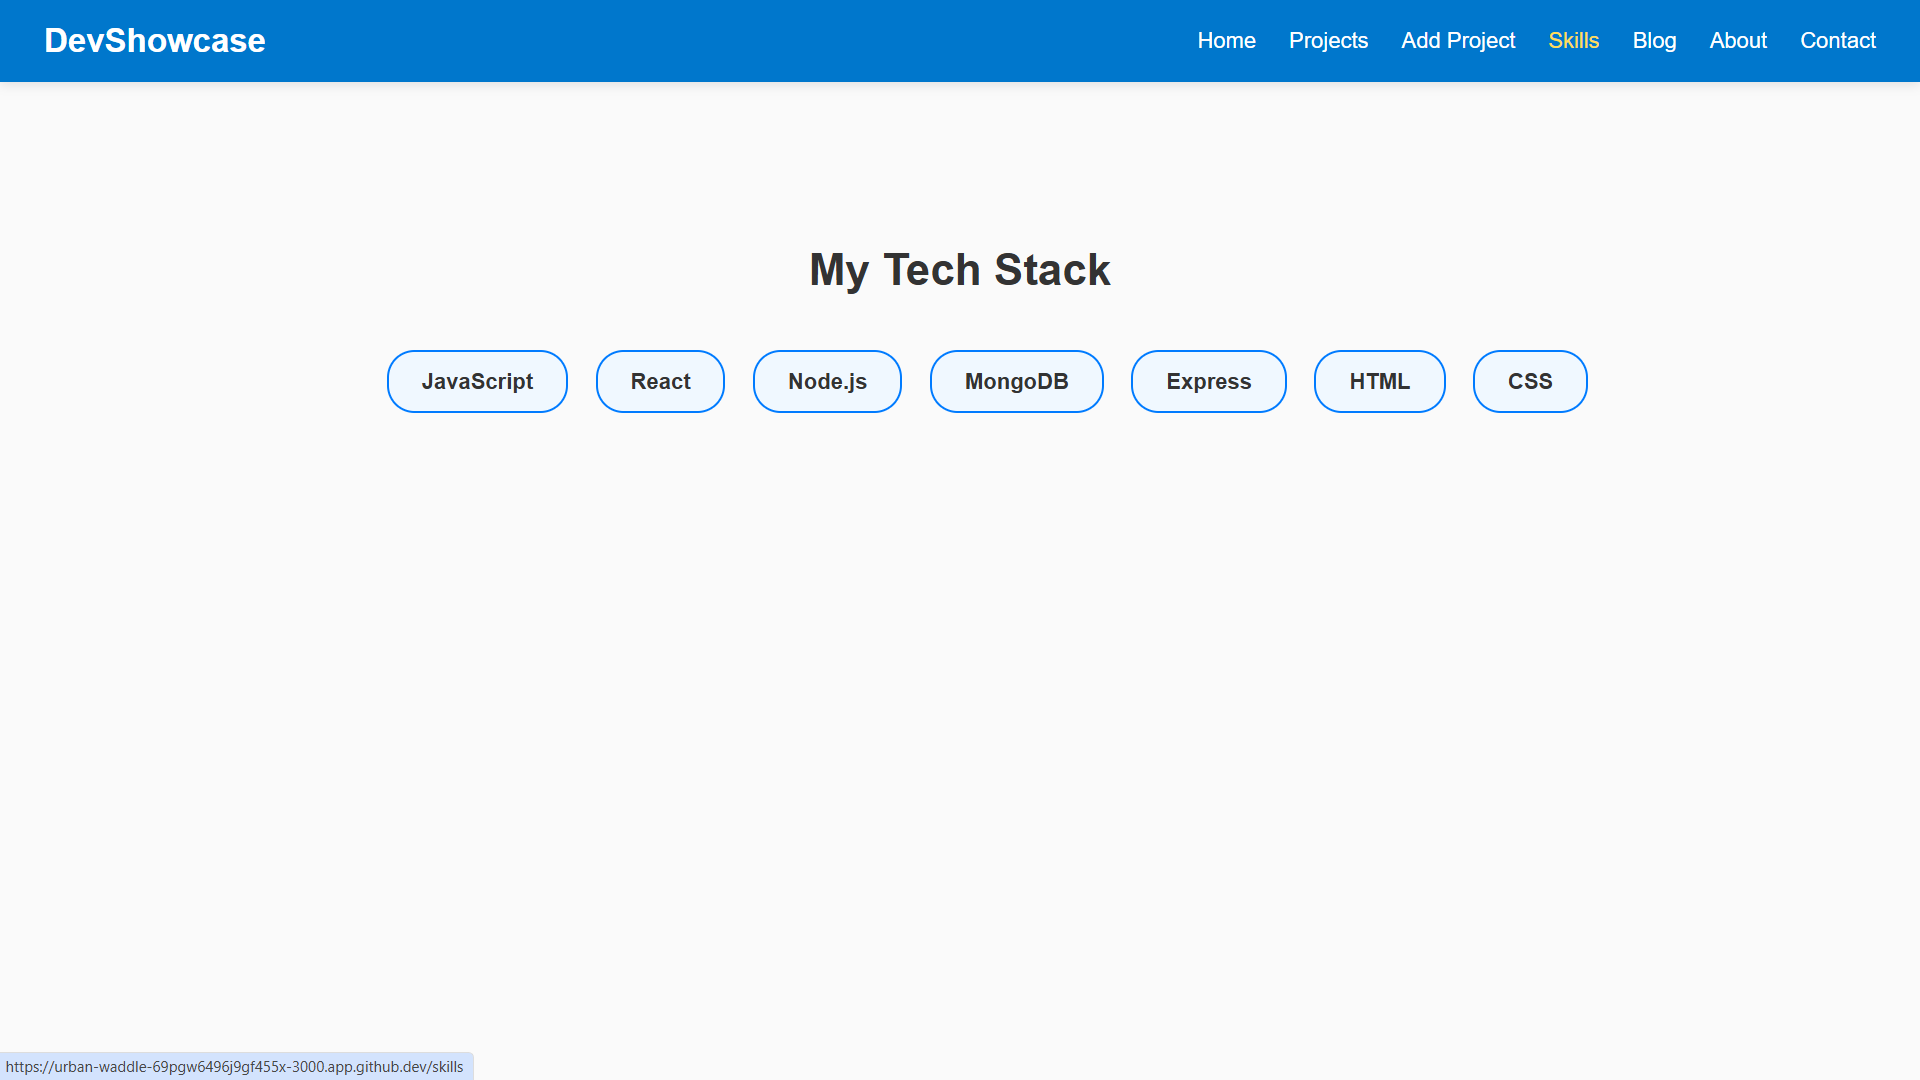 DevShowcase
Home Projects Add Project Skills Blog About Contact
My Tech Stack
JavaScript React Node.js MongoDB Express HTML CSS
https://urban-waddle-69pgw6496j9gf455x-3000.app.github.dev/skills